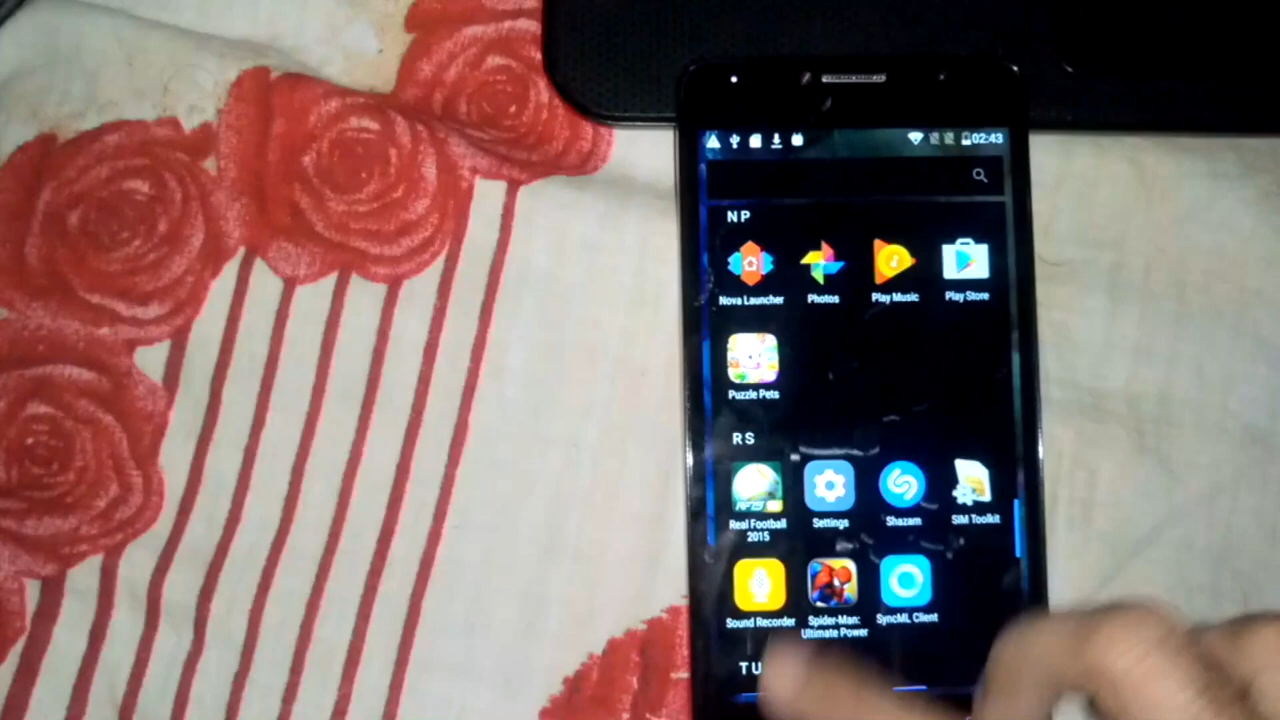 02:43
NP
Nova Launcher Photos Play Music Play Store
Puzzle Pets
RS
Real Football 2015 Settings Shazam SIM Toolkit
Sound Recorder Spider-Man: Ultimate Power SyncML Client
TU